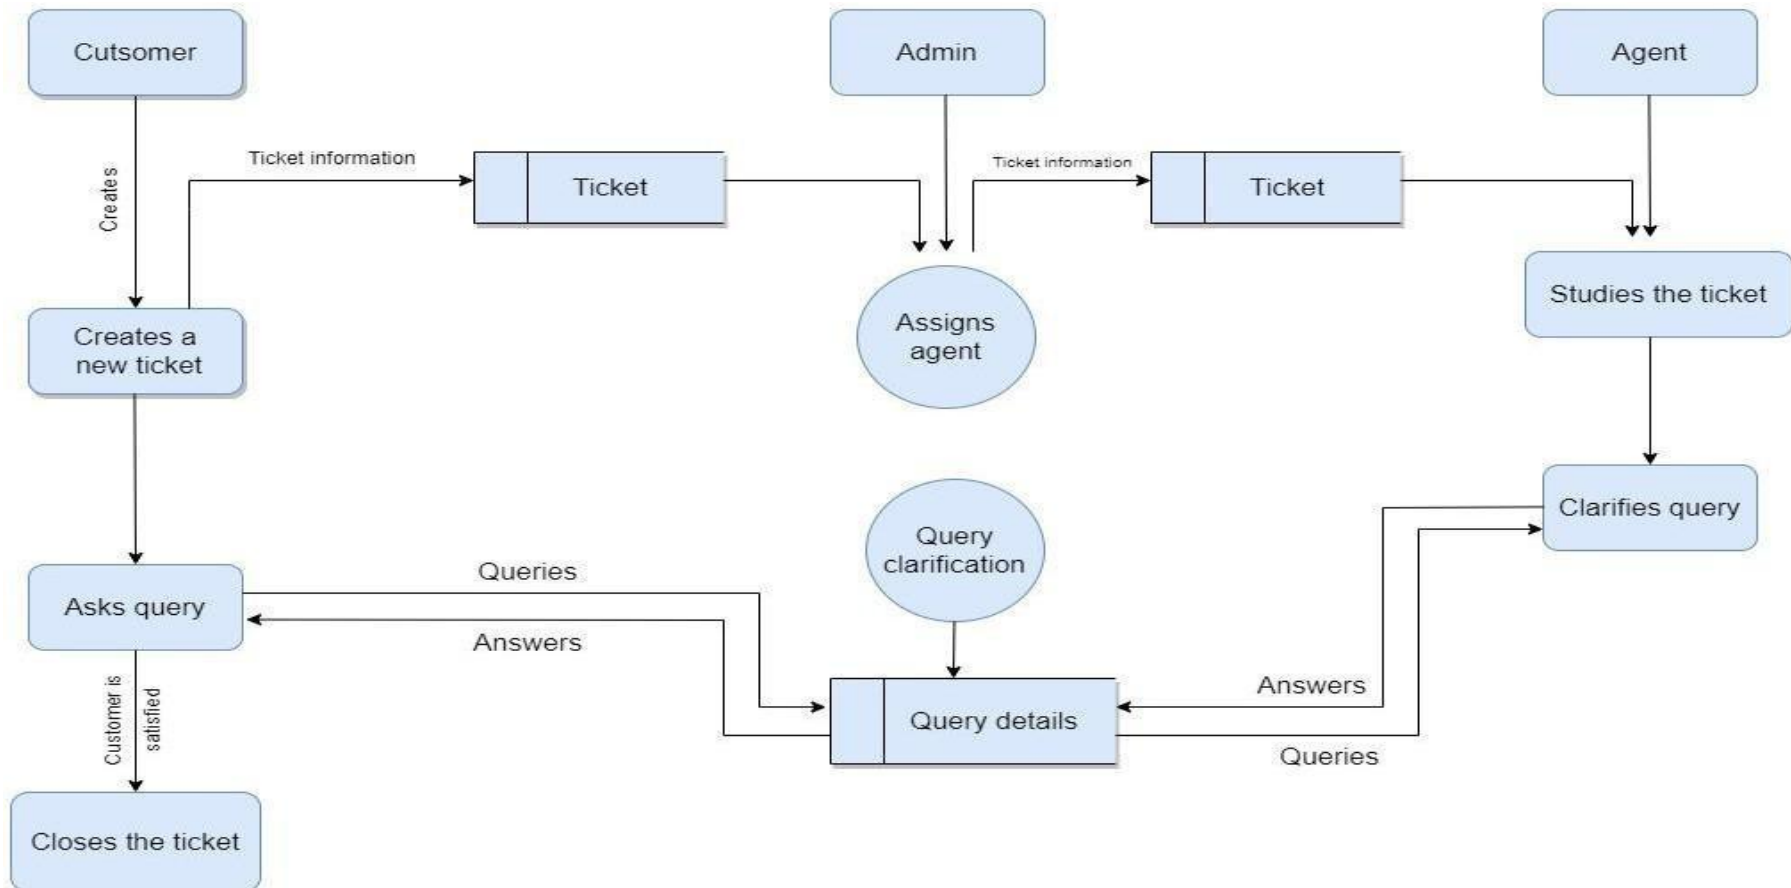 Cutsomer
Admin
Agent
Creates
Ticket information
Ticket
Ticket information
Ticket
Creates a
new ticket
Assigns
agent
Studies the ticket
Query
clarification
Clarifies query
Asks query
Queries
Answers
Customer is
satisfied
Query details
Answers
Queries
Closes the ticket